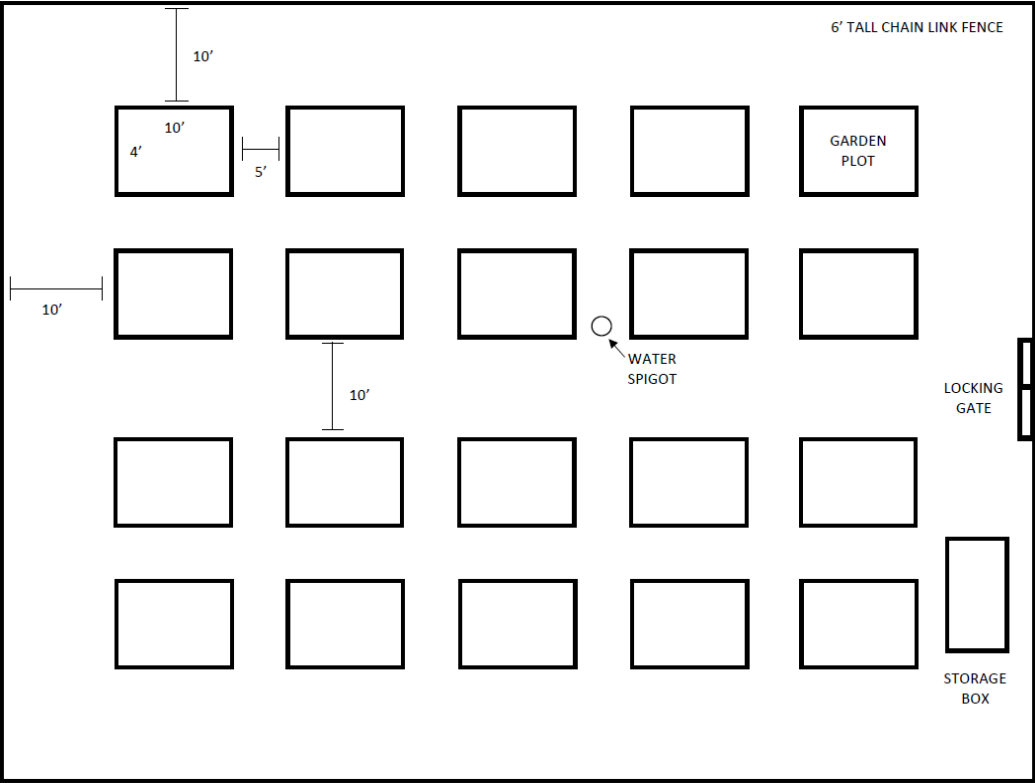 6’ TALL CHAIN LINK FENCE
10’
10’
4’
5’
GARDEN
PLOT
10’
WATER
SPIGOT
10’
LOCKING
GATE
STORAGE
BOX